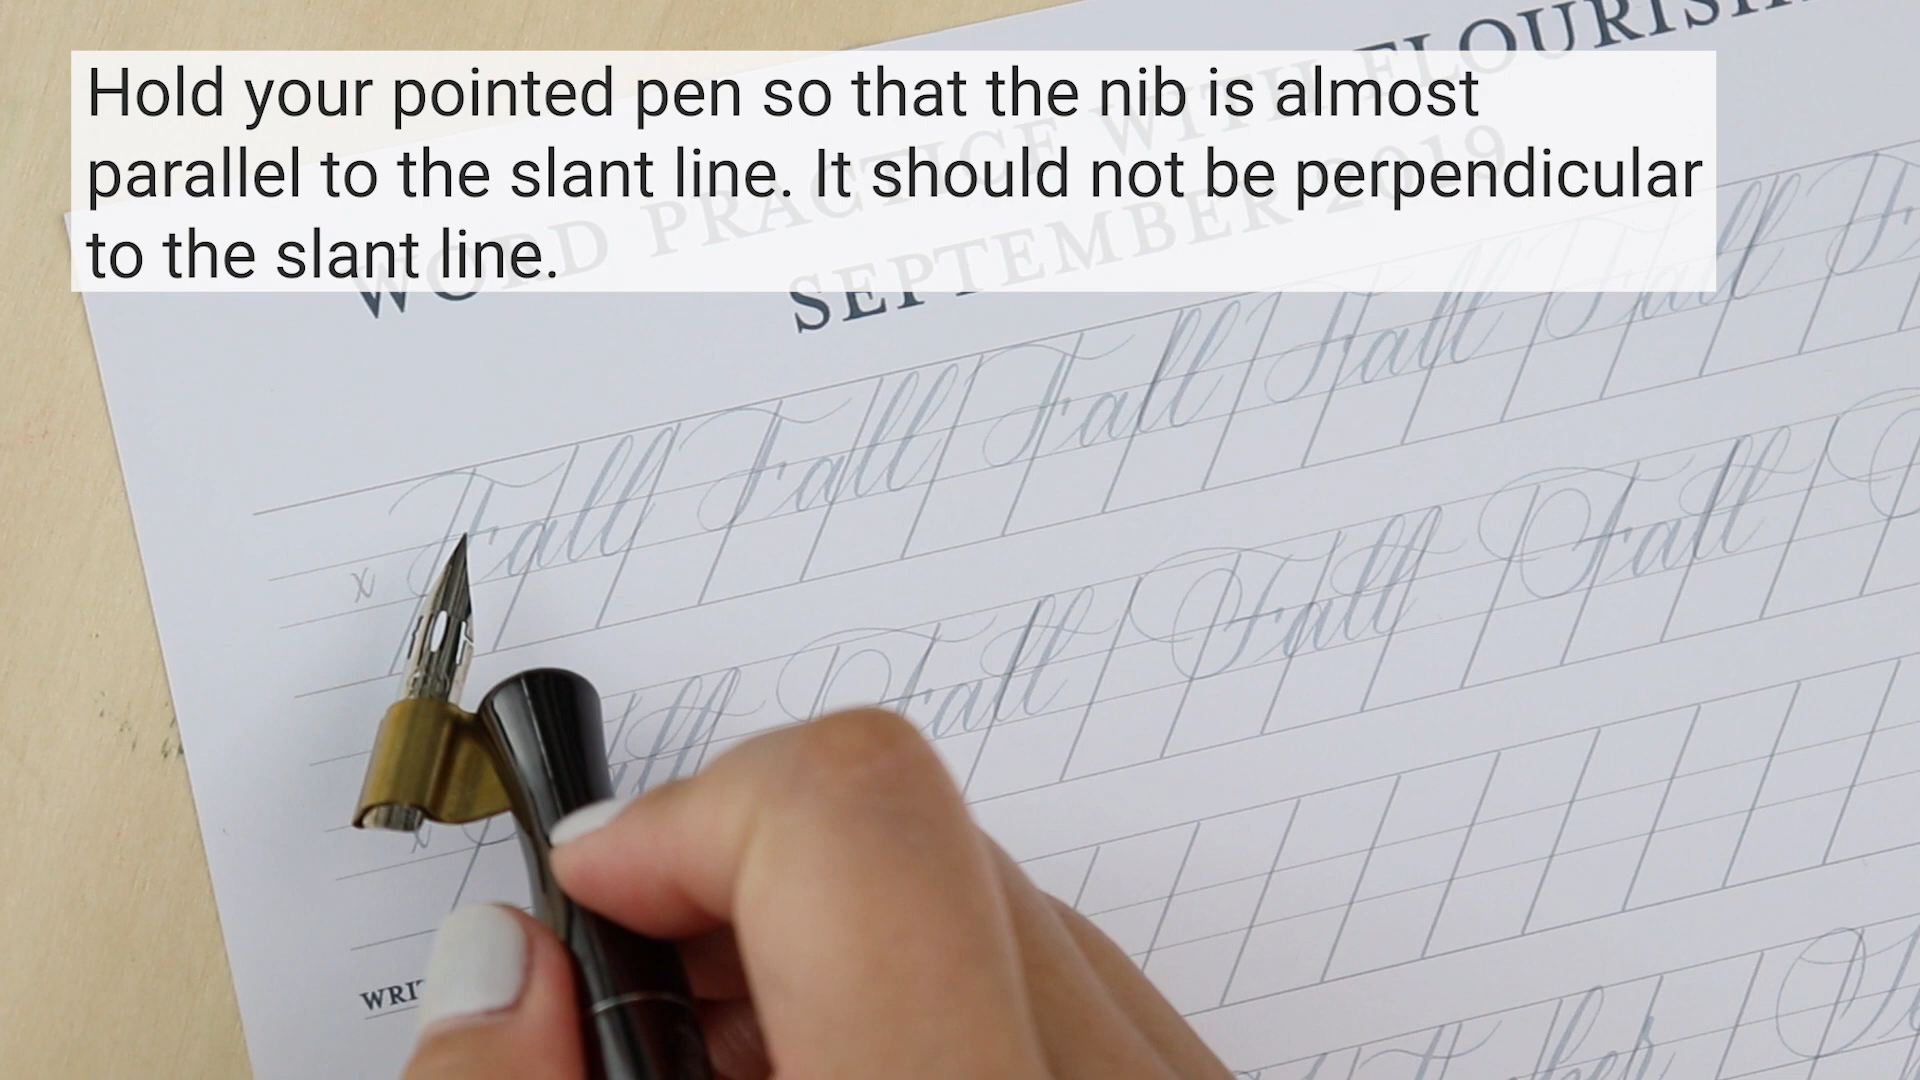 Hold your pointed pen so that the nib is almost
parallel to the slant line. It should not be perpendicular
to the slant line.
WORD PRACTICE WITH
SEPTEMBER 2019
Fall Fall Fall Fall Fall
x
Fall Fall Fall Fall
x